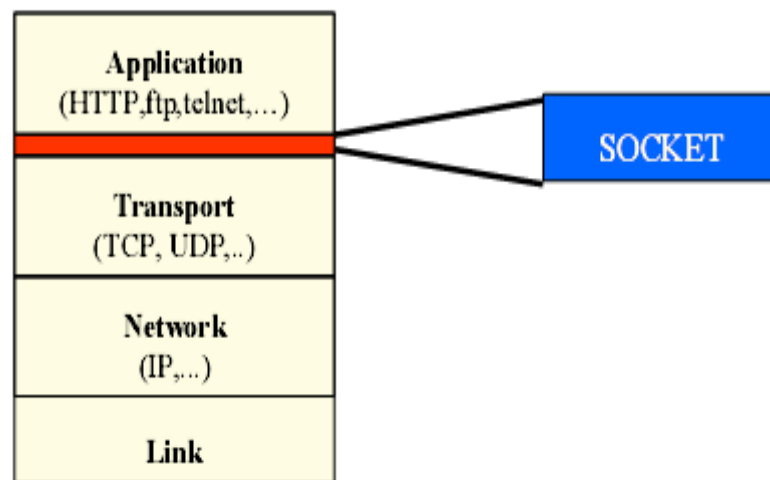 Application
(HTTP,ftp,telnet,...)
SOCKET
Transport
(TCP, UDP,..)
Network
(IP,...)
Link